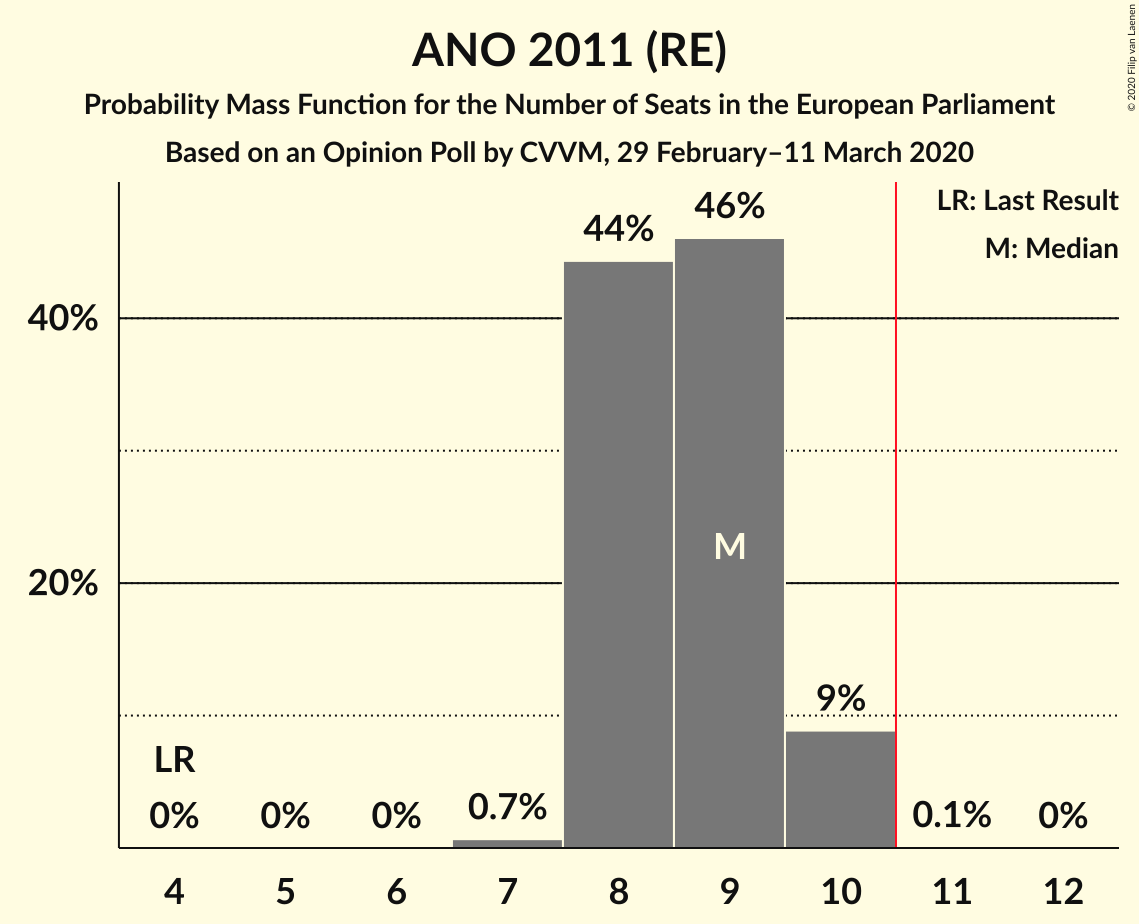 ANO 2011 (RE)
Probability Mass Function for the Number of Seats in the European Parliament
Based on an Opinion Poll by CVVM, 29 February–11 March 2020
© 2020 Filip van Laenen
LR: Last Result
M: Median
46%
44%
40%
M
20%
9%
LR
0% 0% 0% 0.7% 0.1% 0%
4 5 6 7 8 9 10 11 12